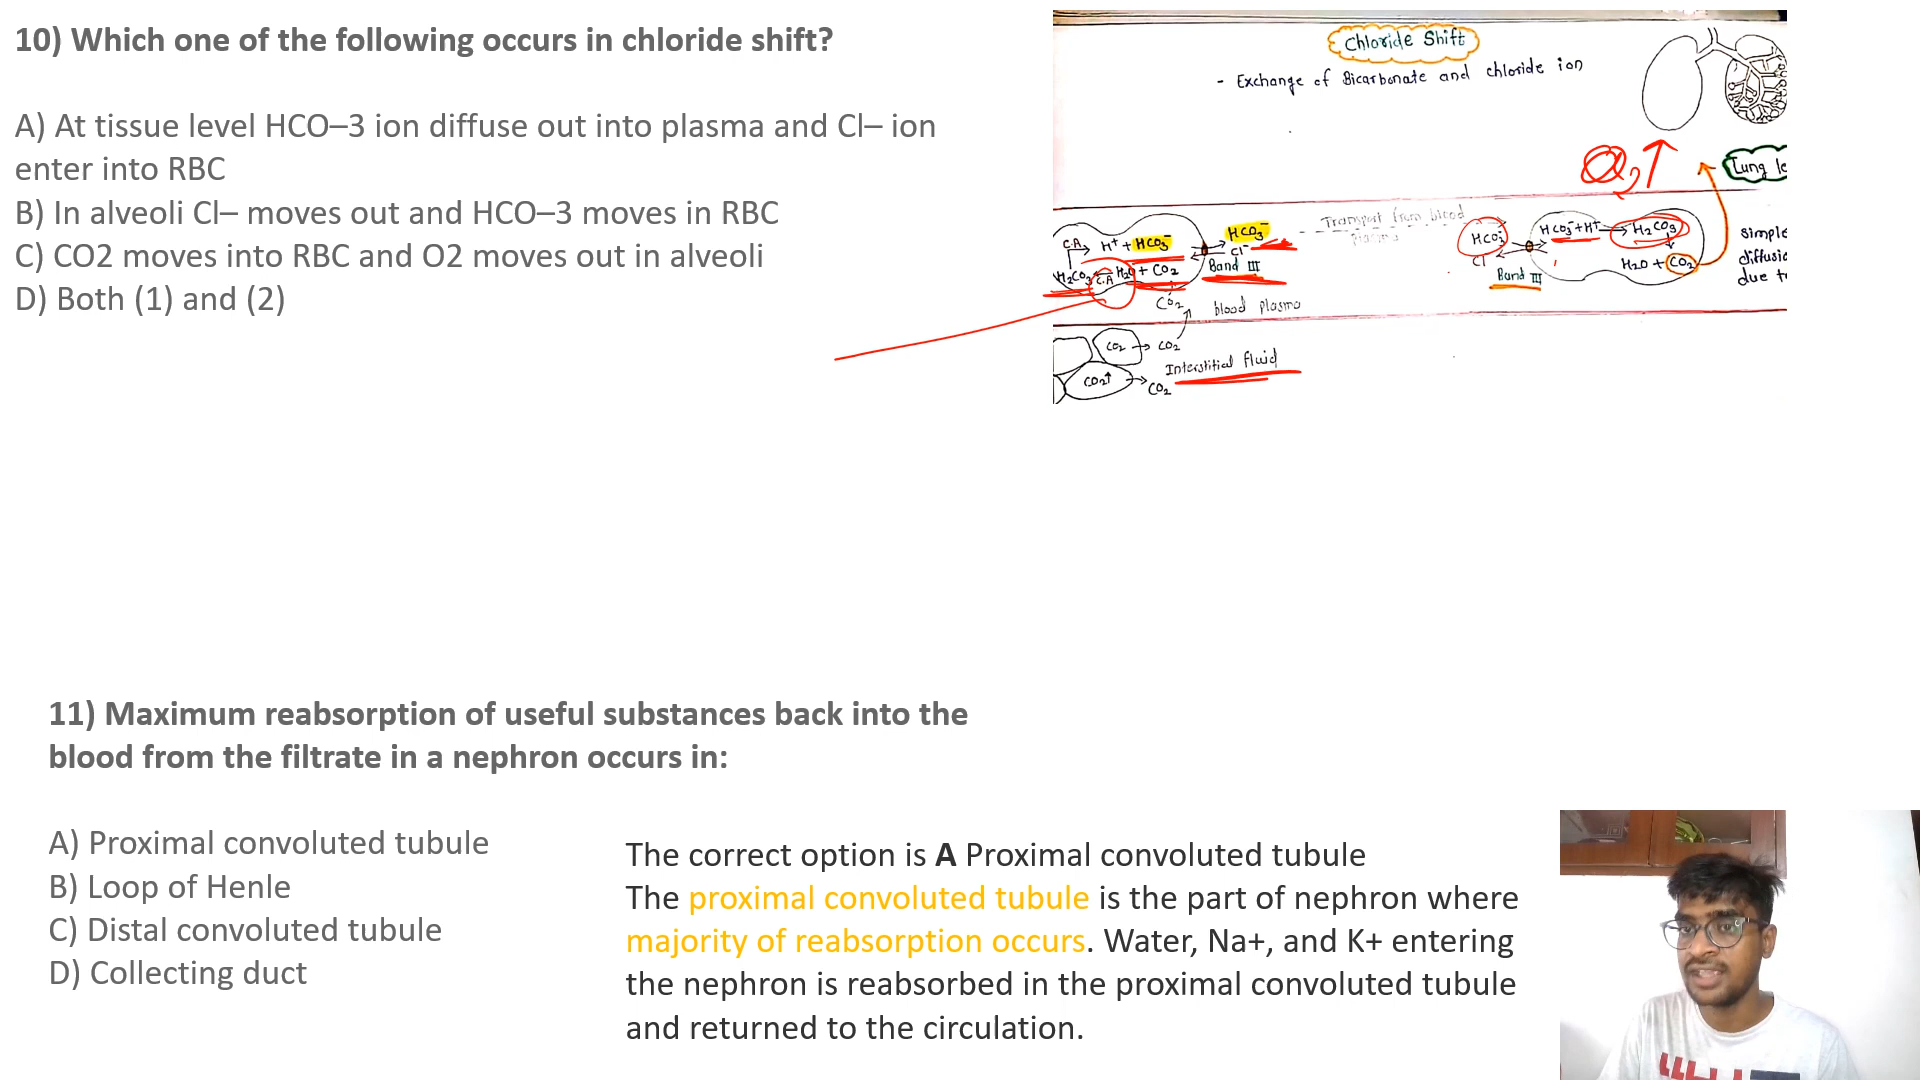 10) Which one of the following occurs in chloride shift?
A) At tissue level HCO–3 ion diffuse out into plasma and Cl– ion
enter into RBC
B) In alveoli Cl– moves out and HCO–3 moves in RBC
C) CO2 moves into RBC and O2 moves out in alveoli
D) Both (1) and (2)
Chloride Shift
- Exchange of Bicarbonate and chloride ion
O2
Lung le
Transport from blood
plasma
C.A H+ + HCO3-
HCO3-
Cl-
H2CO3 C.A H2O + CO2
Band III
CO2
blood plasma
HCO3-
Cl
HCO3- + H+ → H2CO3
H2O + CO2
Band III
simple
diffusio
due t
CO2 → CO2
CO2↑ → CO2
Interstitial fluid
11) Maximum reabsorption of useful substances back into the
blood from the filtrate in a nephron occurs in:
A) Proximal convoluted tubule
B) Loop of Henle
C) Distal convoluted tubule
D) Collecting duct
The correct option is A Proximal convoluted tubule
The proximal convoluted tubule is the part of nephron where
majority of reabsorption occurs. Water, Na+, and K+ entering
the nephron is reabsorbed in the proximal convoluted tubule
and returned to the circulation.